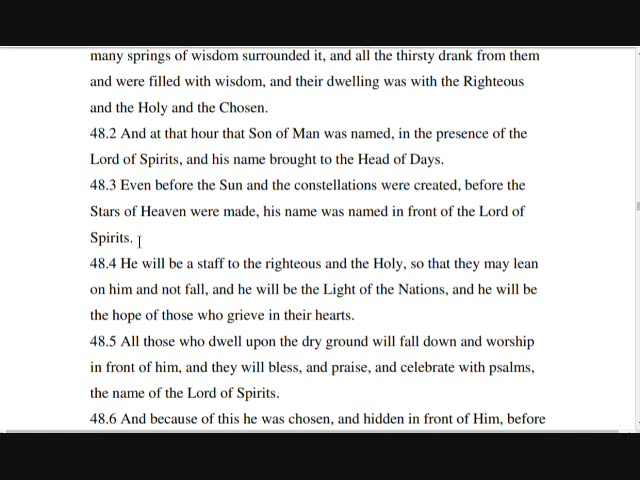 many springs of wisdom surrounded it, and all the thirsty drank from them
and were filled with wisdom, and their dwelling was with the Righteous
and the Holy and the Chosen.
48.2 And at that hour that Son of Man was named, in the presence of the
Lord of Spirits, and his name brought to the Head of Days.
48.3 Even before the Sun and the constellations were created, before the
Stars of Heaven were made, his name was named in front of the Lord of
Spirits.
48.4 He will be a staff to the righteous and the Holy, so that they may lean
on him and not fall, and he will be the Light of the Nations, and he will be
the hope of those who grieve in their hearts.
48.5 All those who dwell upon the dry ground will fall down and worship
in front of him, and they will bless, and praise, and celebrate with psalms,
the name of the Lord of Spirits.
48.6 And because of this he was chosen, and hidden in front of Him, before